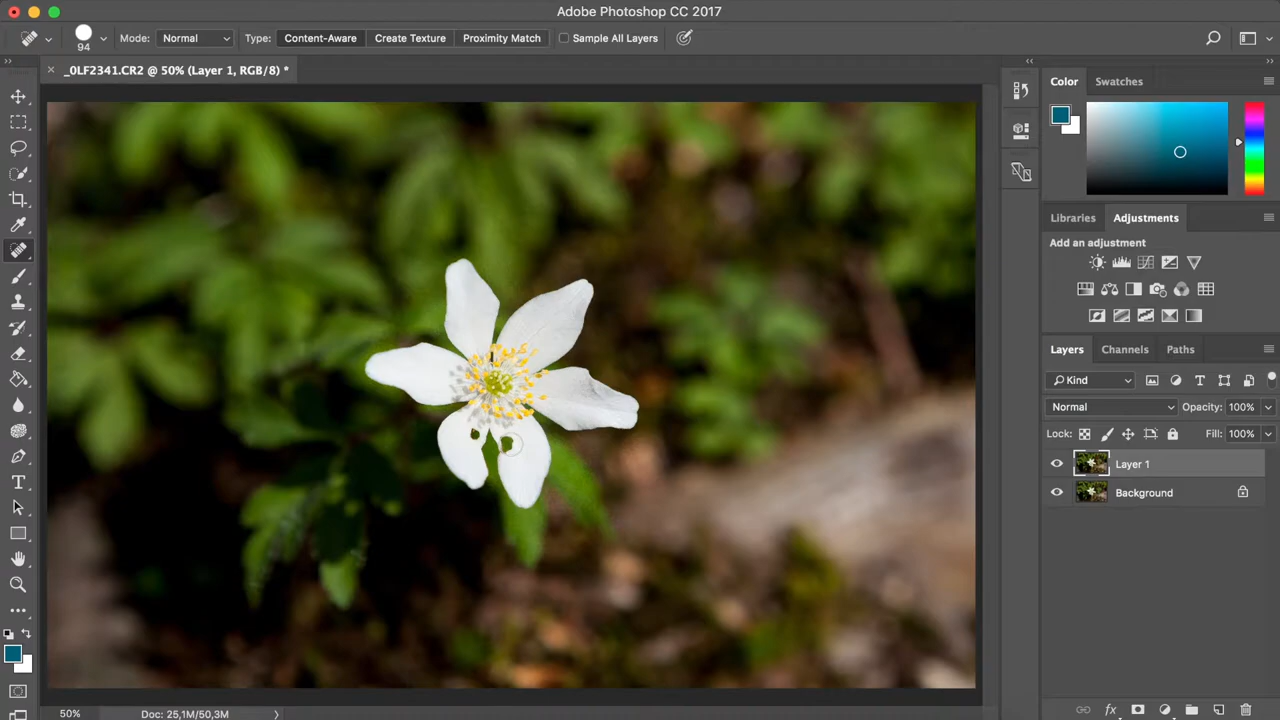 Adobe Photoshop CC 2017
94
Mode: Normal Type: Content-Aware Create Texture Proximity Match Sample All Layers
_0LF2341.CR2 @ 50% (Layer 1, RGB/8) *
Color Swatches
Libraries Adjustments
Add an adjustment
Layers Channels Paths
Kind
Normal Opacity: 100%
Lock: Fill: 100%
Layer 1
Background
50% Doc: 25,1M/50,3M